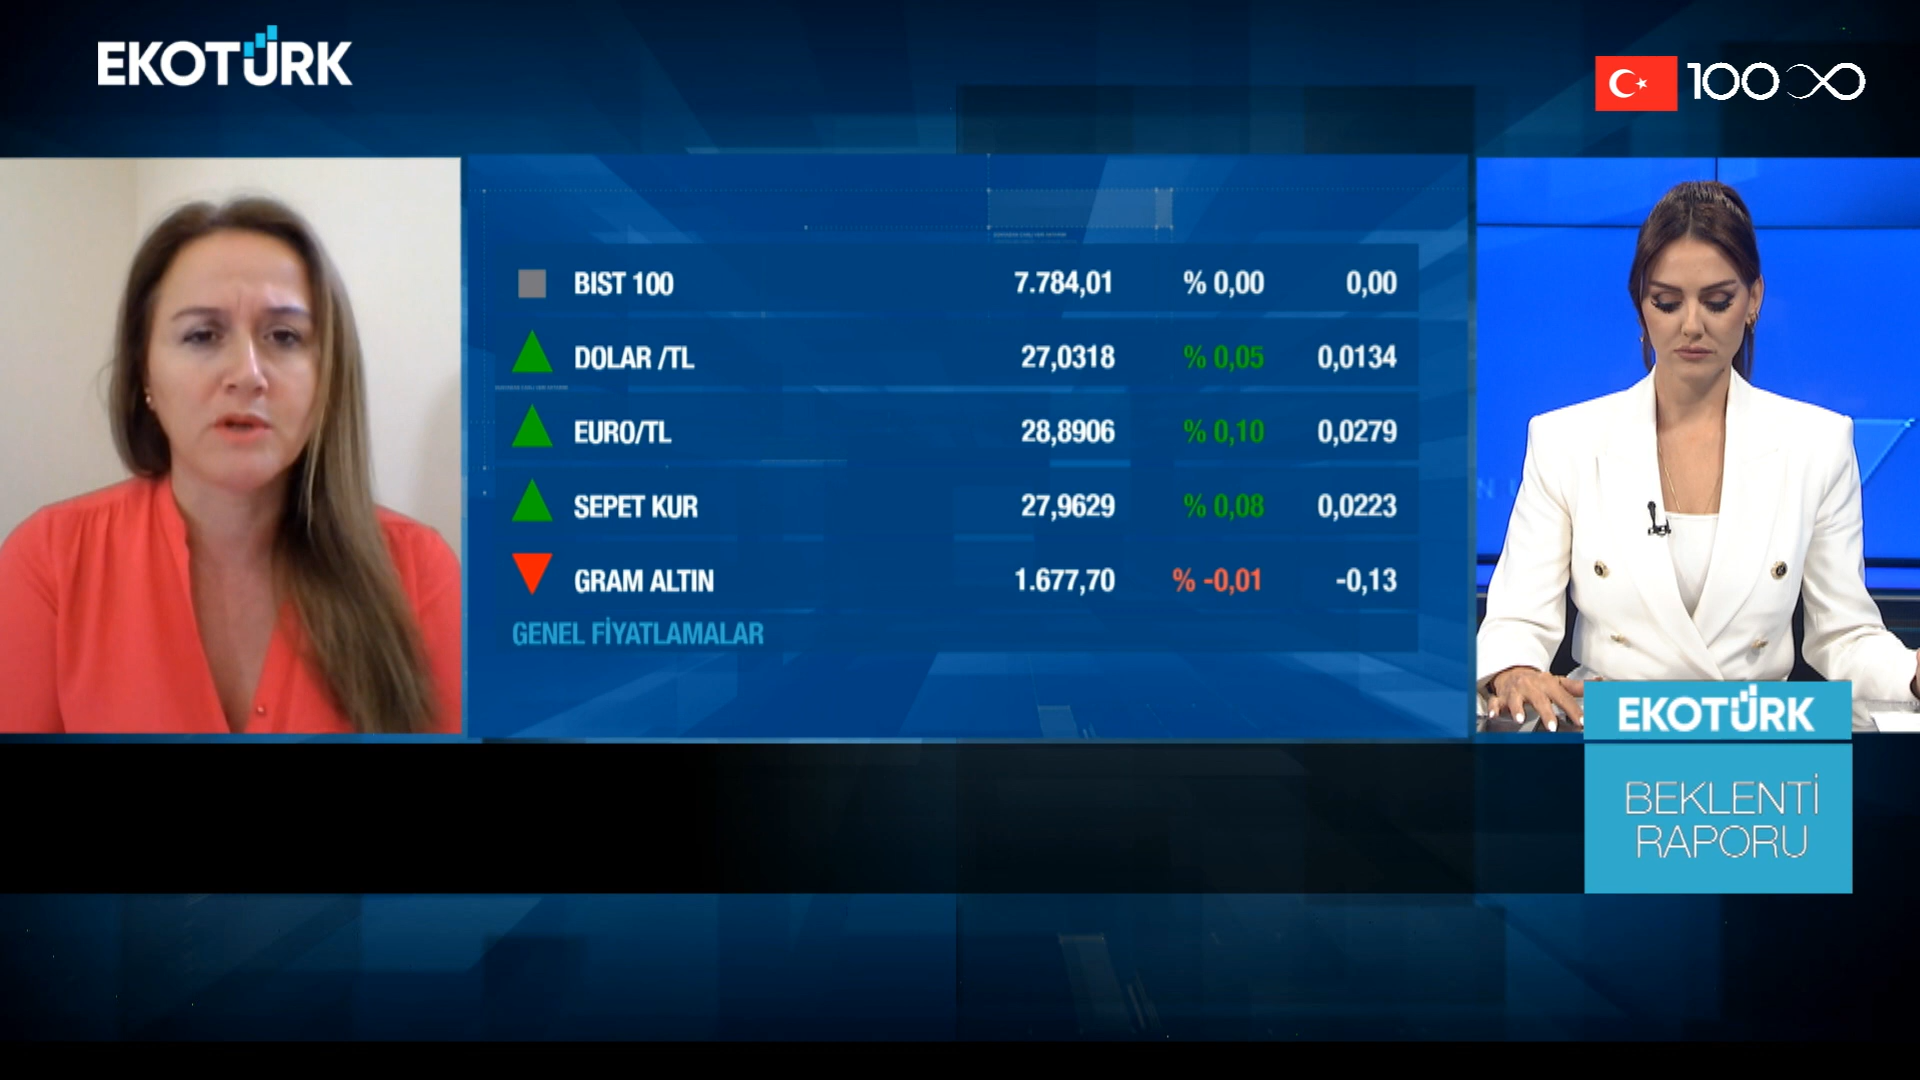 EKOTÜRK
100
BIST 100 7.784,01 % 0,00 0,00
DOLAR /TL 27,0318 % 0,05 0,0134
EURO/TL 28,8906 % 0,10 0,0279
SEPET KUR 27,9629 % 0,08 0,0223
GRAM ALTIN 1.677,70 % -0,01 -0,13
GENEL FİYATLAMALAR
EKOTÜRK
BEKLENTİ
RAPORU